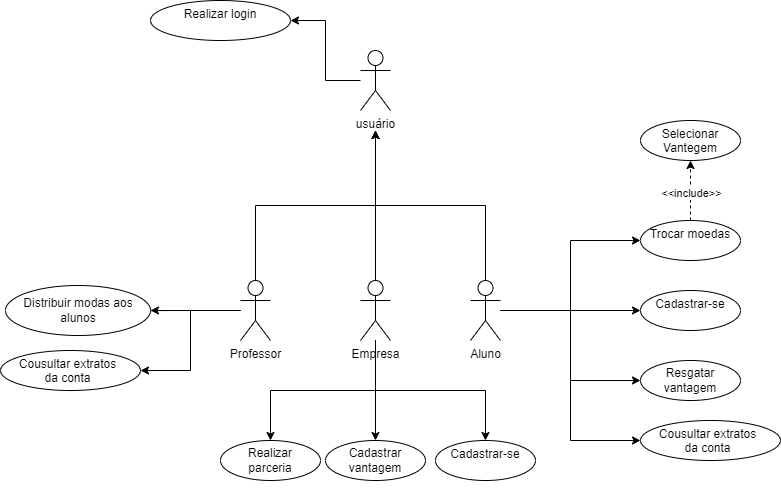 Realizar login
usuário
Selecionar
Vantegem
<<include>>
Trocar moedas
Distribuir modas aos
alunos
Cadastrar-se
Professor
Empresa
Aluno
Cousultar extratos
da conta
Resgatar
vantagem
Realizar
parceria
Cadastrar
vantagem
Cadastrar-se
Cousultar extratos
da conta